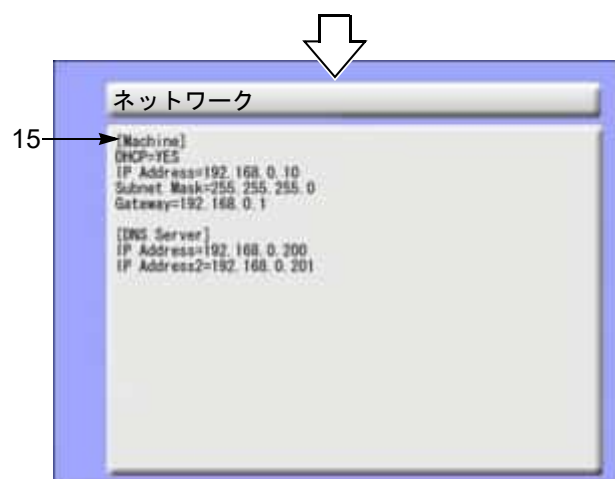 ネットワーク
15
[Machine]
DHCP=YES
IP Address=192.168.0.10
Subnet Mask=255.255.255.0
Gateway=192.168.0.1
[DNS Server]
IP Address=192.168.0.200
IP Address2=192.168.0.201